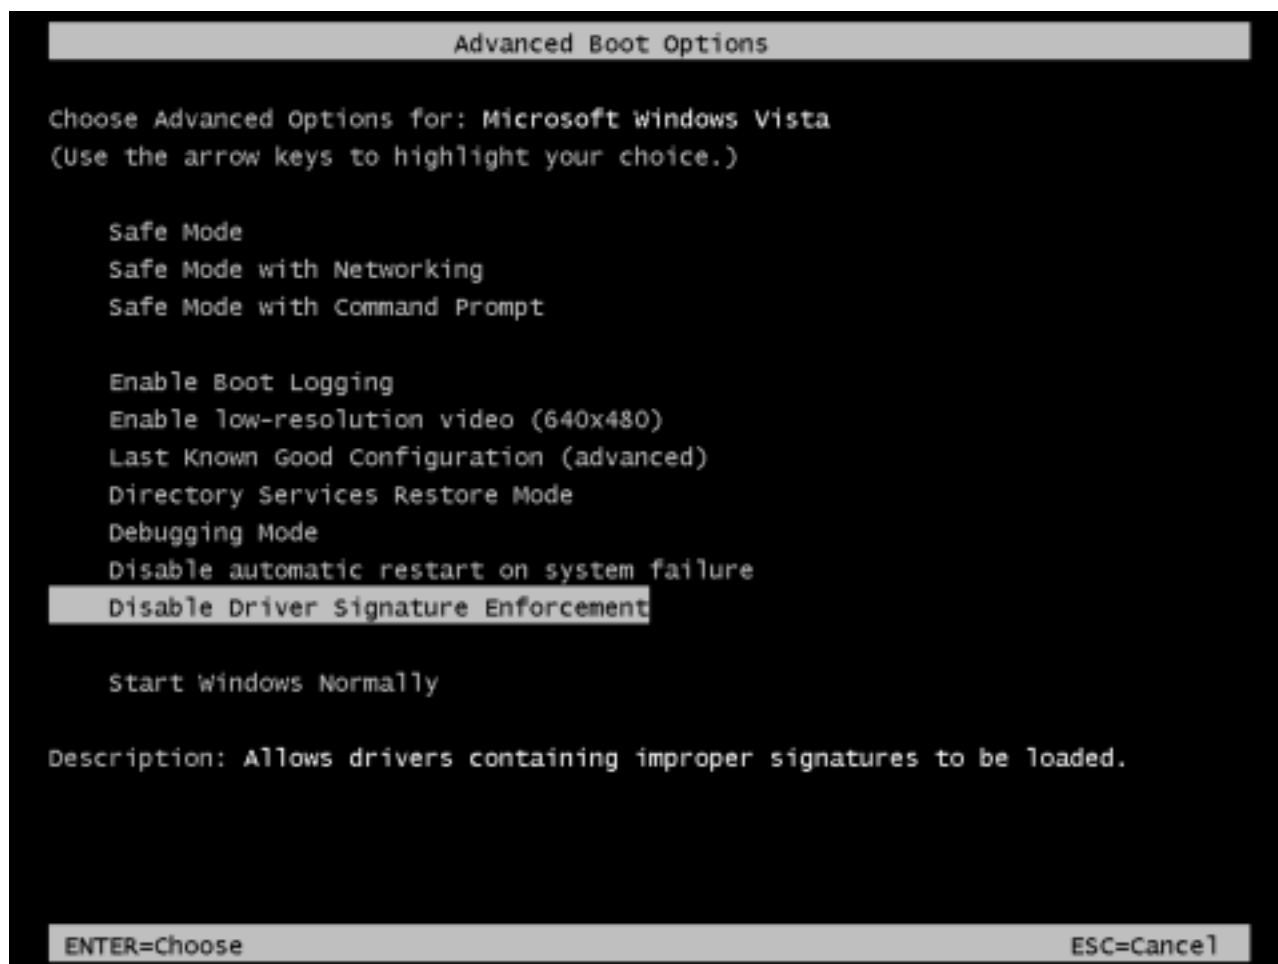 Advanced Boot Options
Choose Advanced Options for: Microsoft Windows Vista
(Use the arrow keys to highlight your choice.)
Safe Mode
Safe Mode with Networking
Safe Mode with Command Prompt
Enable Boot Logging
Enable low-resolution video (640x480)
Last Known Good Configuration (advanced)
Directory Services Restore Mode
Debugging Mode
Disable automatic restart on system failure
Disable Driver Signature Enforcement
Start Windows Normally
Description: Allows drivers containing improper signatures to be loaded.
ENTER=Choose ESC=Cancel